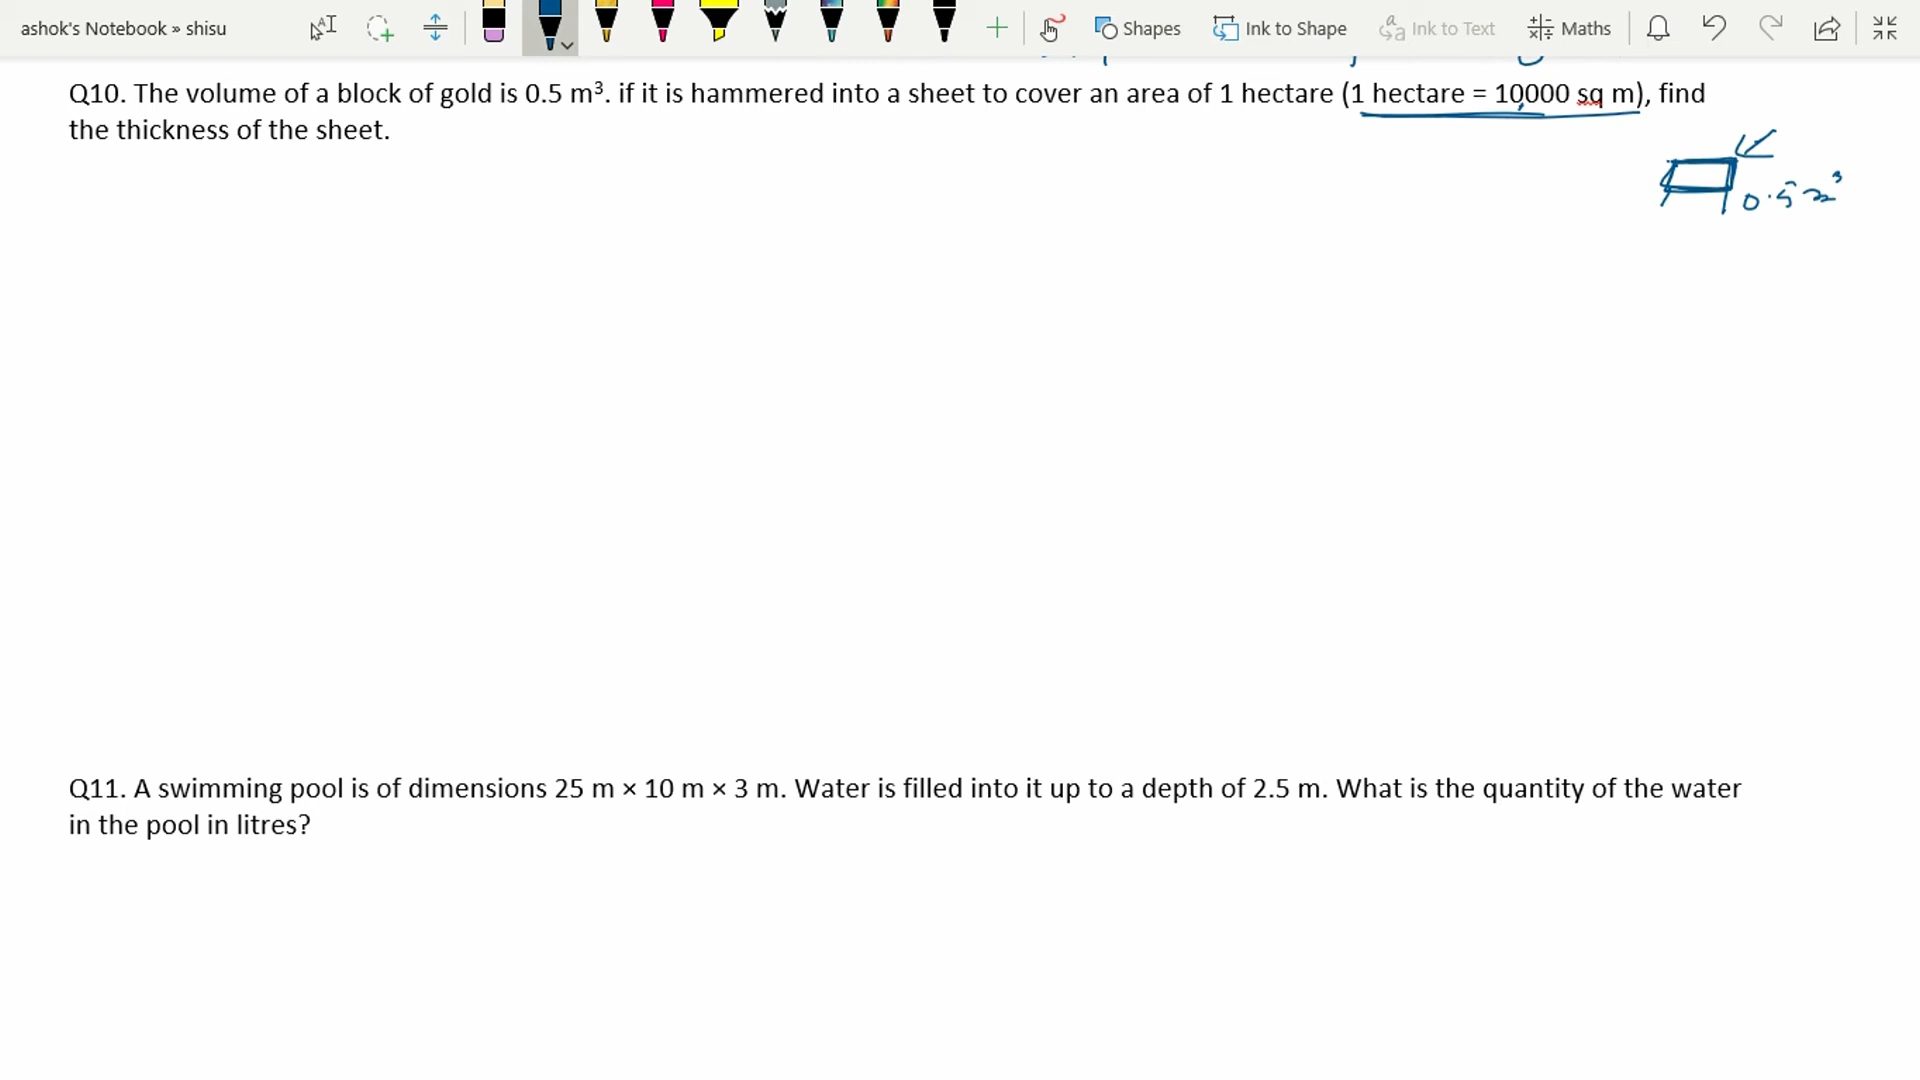 ashok's Notebook » shisu
Shapes
Ink to Shape
Ink to Text
Maths
Q10. The volume of a block of gold is 0.5 m³. if it is hammered into a sheet to cover an area of 1 hectare (1 hectare = 10000 sq m), find
the thickness of the sheet.
0.5 m³
Q11. A swimming pool is of dimensions 25 m × 10 m × 3 m. Water is filled into it up to a depth of 2.5 m. What is the quantity of the water
in the pool in litres?